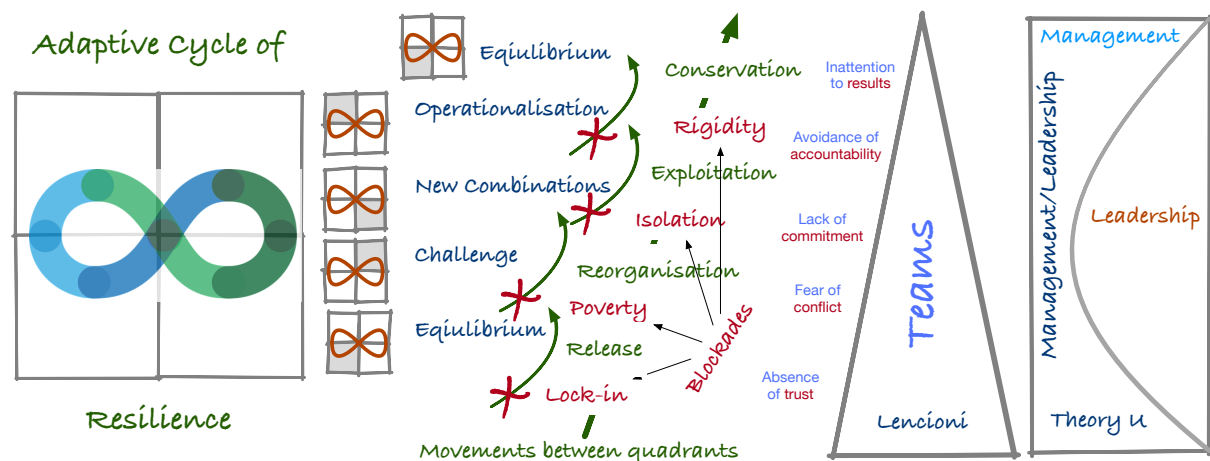 Adaptive Cycle of
Resilience
Eqiulibrium
Operationalisation
New Combinations
Challenge
Eqiulibrium
Conservation
Rigidity
Exploitation
Isolation
Reorganisation
Poverty
Release
Lock-in
Blockades
Movements between quadrants
Inattention
to results
Avoidance of
accountability
Lack of
commitment
Fear of
conflict
Absence
of trust
Teams
Lencioni
Management
Management/Leadership
Leadership
Theory U